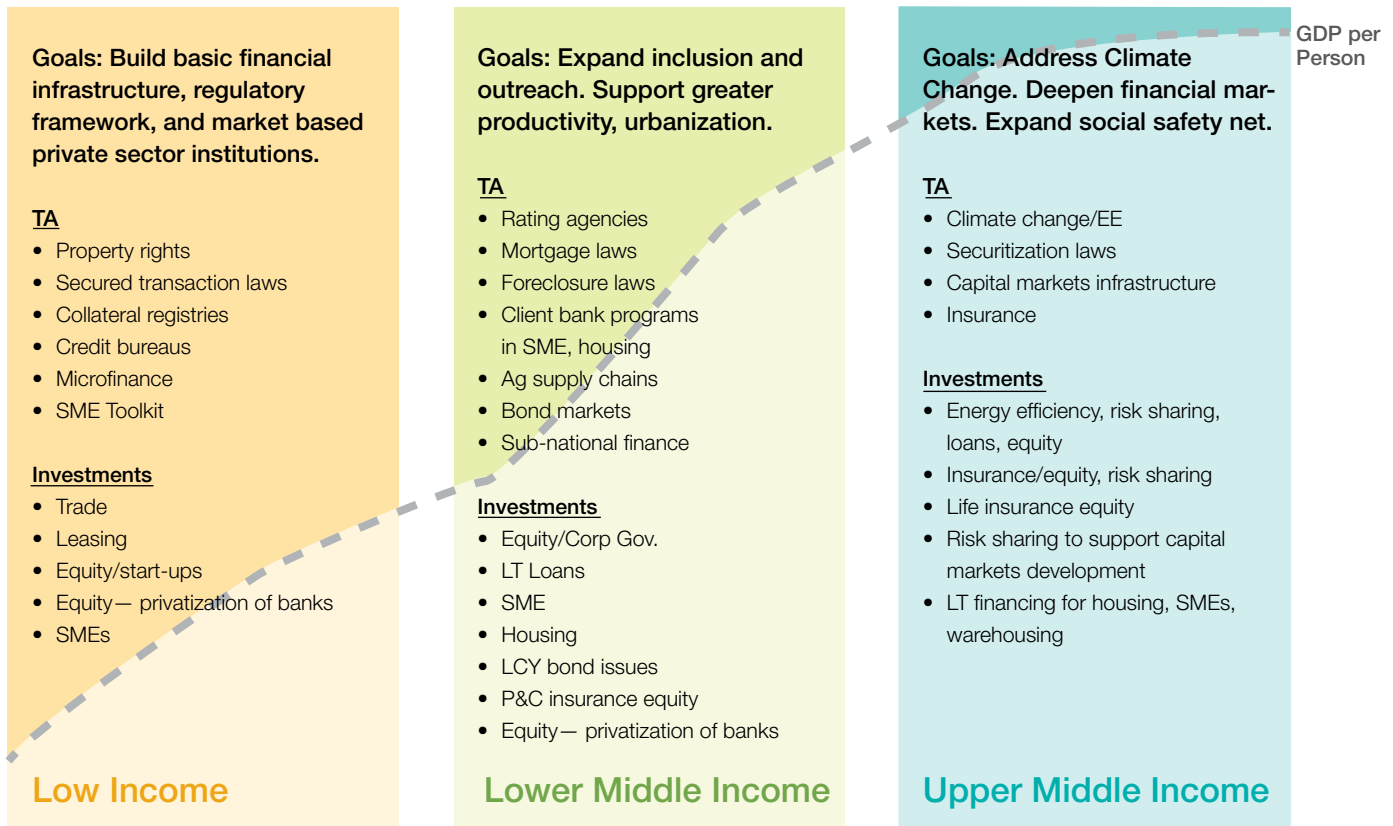 Goals: Build basic financial
infrastructure, regulatory
framework, and market based
private sector institutions.
TA
• Property rights
• Secured transaction laws
• Collateral registries
• Credit bureaus
• Microfinance
• SME Toolkit
Investments
• Trade
• Leasing
• Equity/start-ups
• Equity— privatization of banks
• SMEs
Low Income
Goals: Expand inclusion and
outreach. Support greater
productivity, urbanization.
TA
• Rating agencies
• Mortgage laws
• Foreclosure laws
• Client bank programs
in SME, housing
• Ag supply chains
• Bond markets
• Sub-national finance
Investments
• Equity/Corp Gov.
• LT Loans
• SME
• Housing
• LCY bond issues
• P&C insurance equity
• Equity— privatization of banks
Lower Middle Income
Goals: Address Climate
Change. Deepen financial mar-
kets. Expand social safety net.
TA
• Climate change/EE
• Securitization laws
• Capital markets infrastructure
• Insurance
Investments
• Energy efficiency, risk sharing,
loans, equity
• Insurance/equity, risk sharing
• Life insurance equity
• Risk sharing to support capital
markets development
• LT financing for housing, SMEs,
warehousing
Upper Middle Income
GDP per
Person